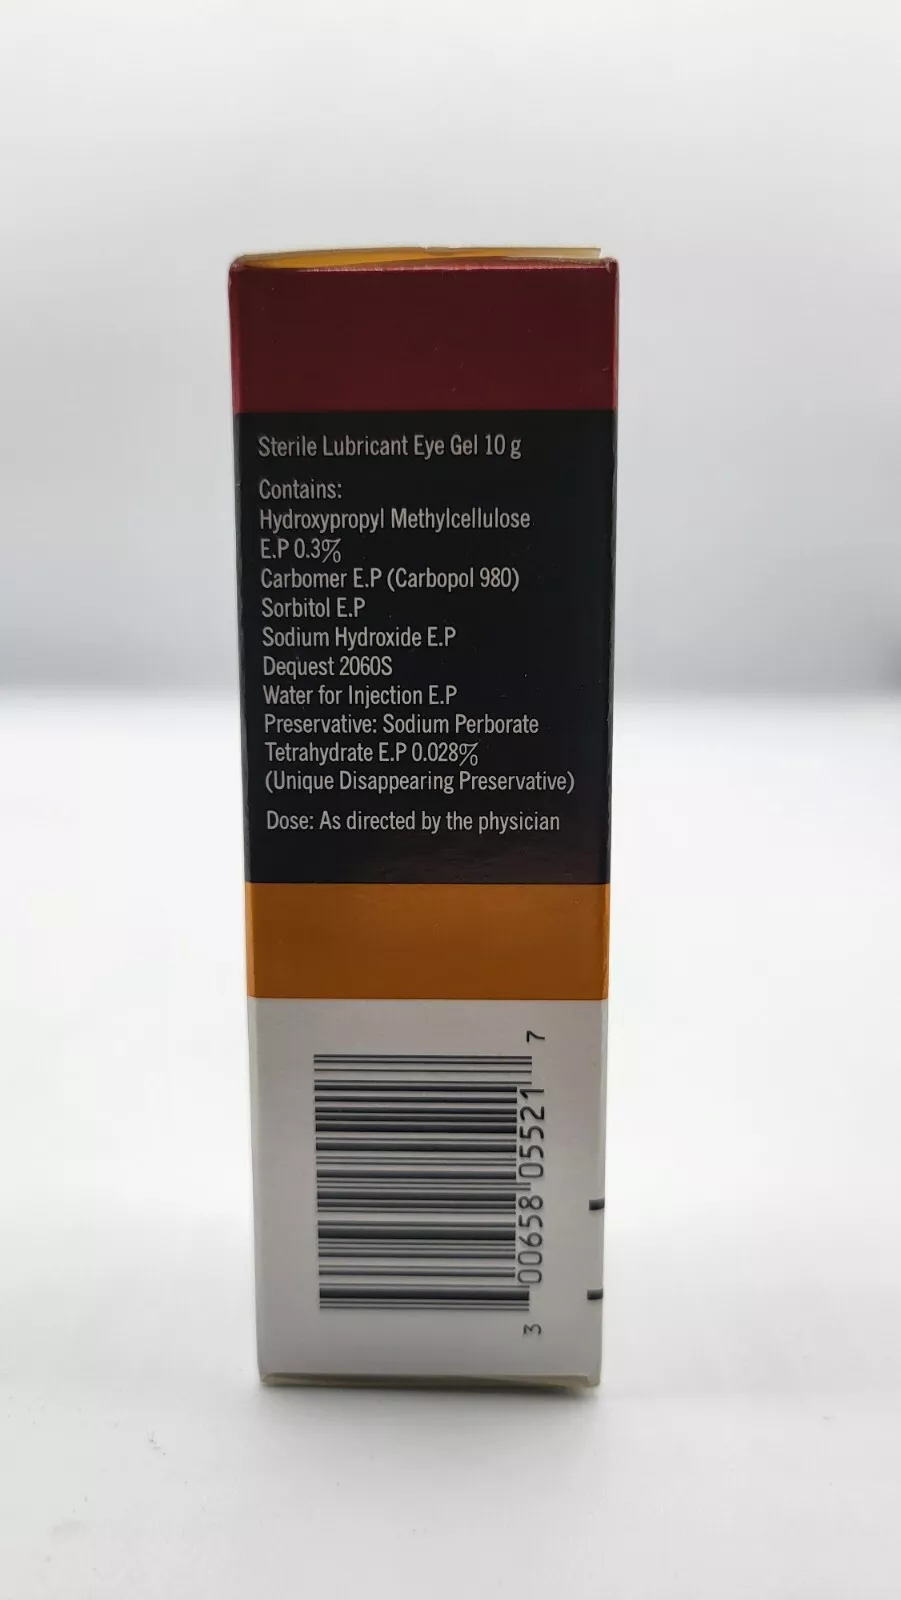 Sterile Lubricant Eye Gel 10 g
Contains:
Hydroxypropyl Methylcellulose
E.P 0.3%
Carbomer E.P (Carbopol 980)
Sorbitol E.P
Sodium Hydroxide E.P
Dequest 2060S
Water for Injection E.P
Preservative: Sodium Perborate
Tetrahydrate E.P 0.028%
(Unique Disappearing Preservative)
Dose: As directed by the physician
3 00658 05521 7